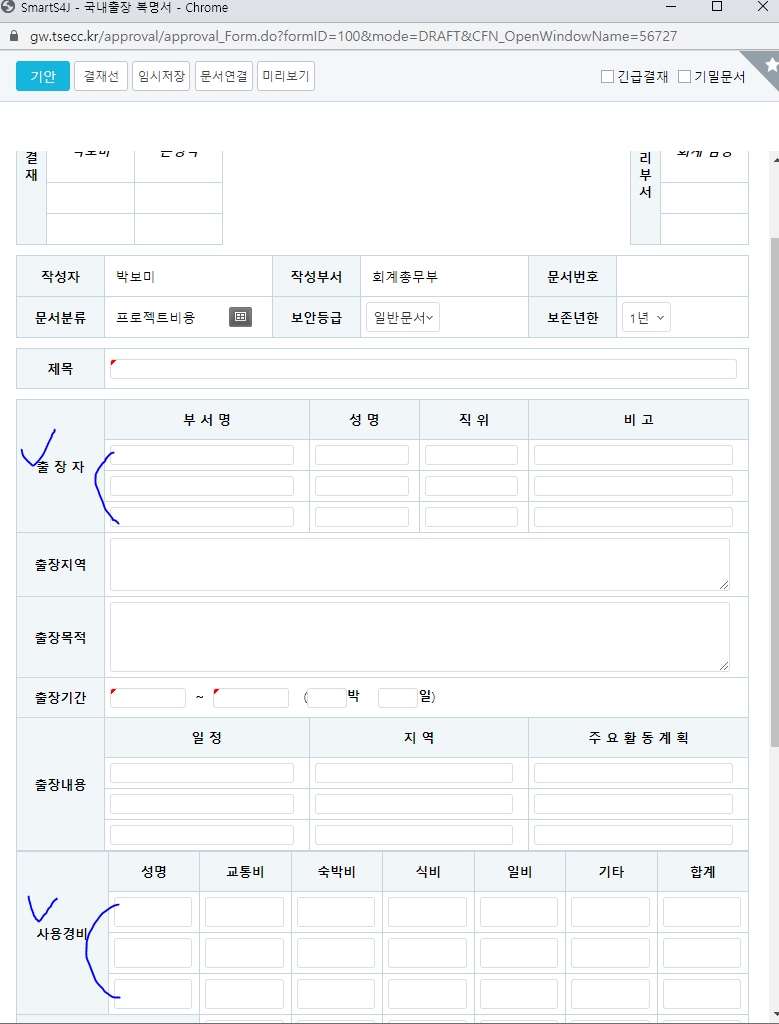 SmartS4J - 국내출장 복명서 - Chrome
gw.tsecc.kr/approval/approval_Form.do?formID=100&mode=DRAFT&CFN_OpenWindowName=56727
기안 결재선 임시저장 문서연결 미리보기 긴급결재 기밀문서
결재 박보미 리부서
작성자 박보미 작성부서 회계총무부 문서번호
문서분류 프로젝트비용 보안등급 일반문서 보존년한 1년
제목
출 장 자 부 서 명 성 명 직 위 비 고
출장지역
출장목적
출장기간 ~ ( 박 일)
출장내용 일 정 지 역 주 요 활 동 계 획
사용경비 성명 교통비 숙박비 식비 일비 기타 합계